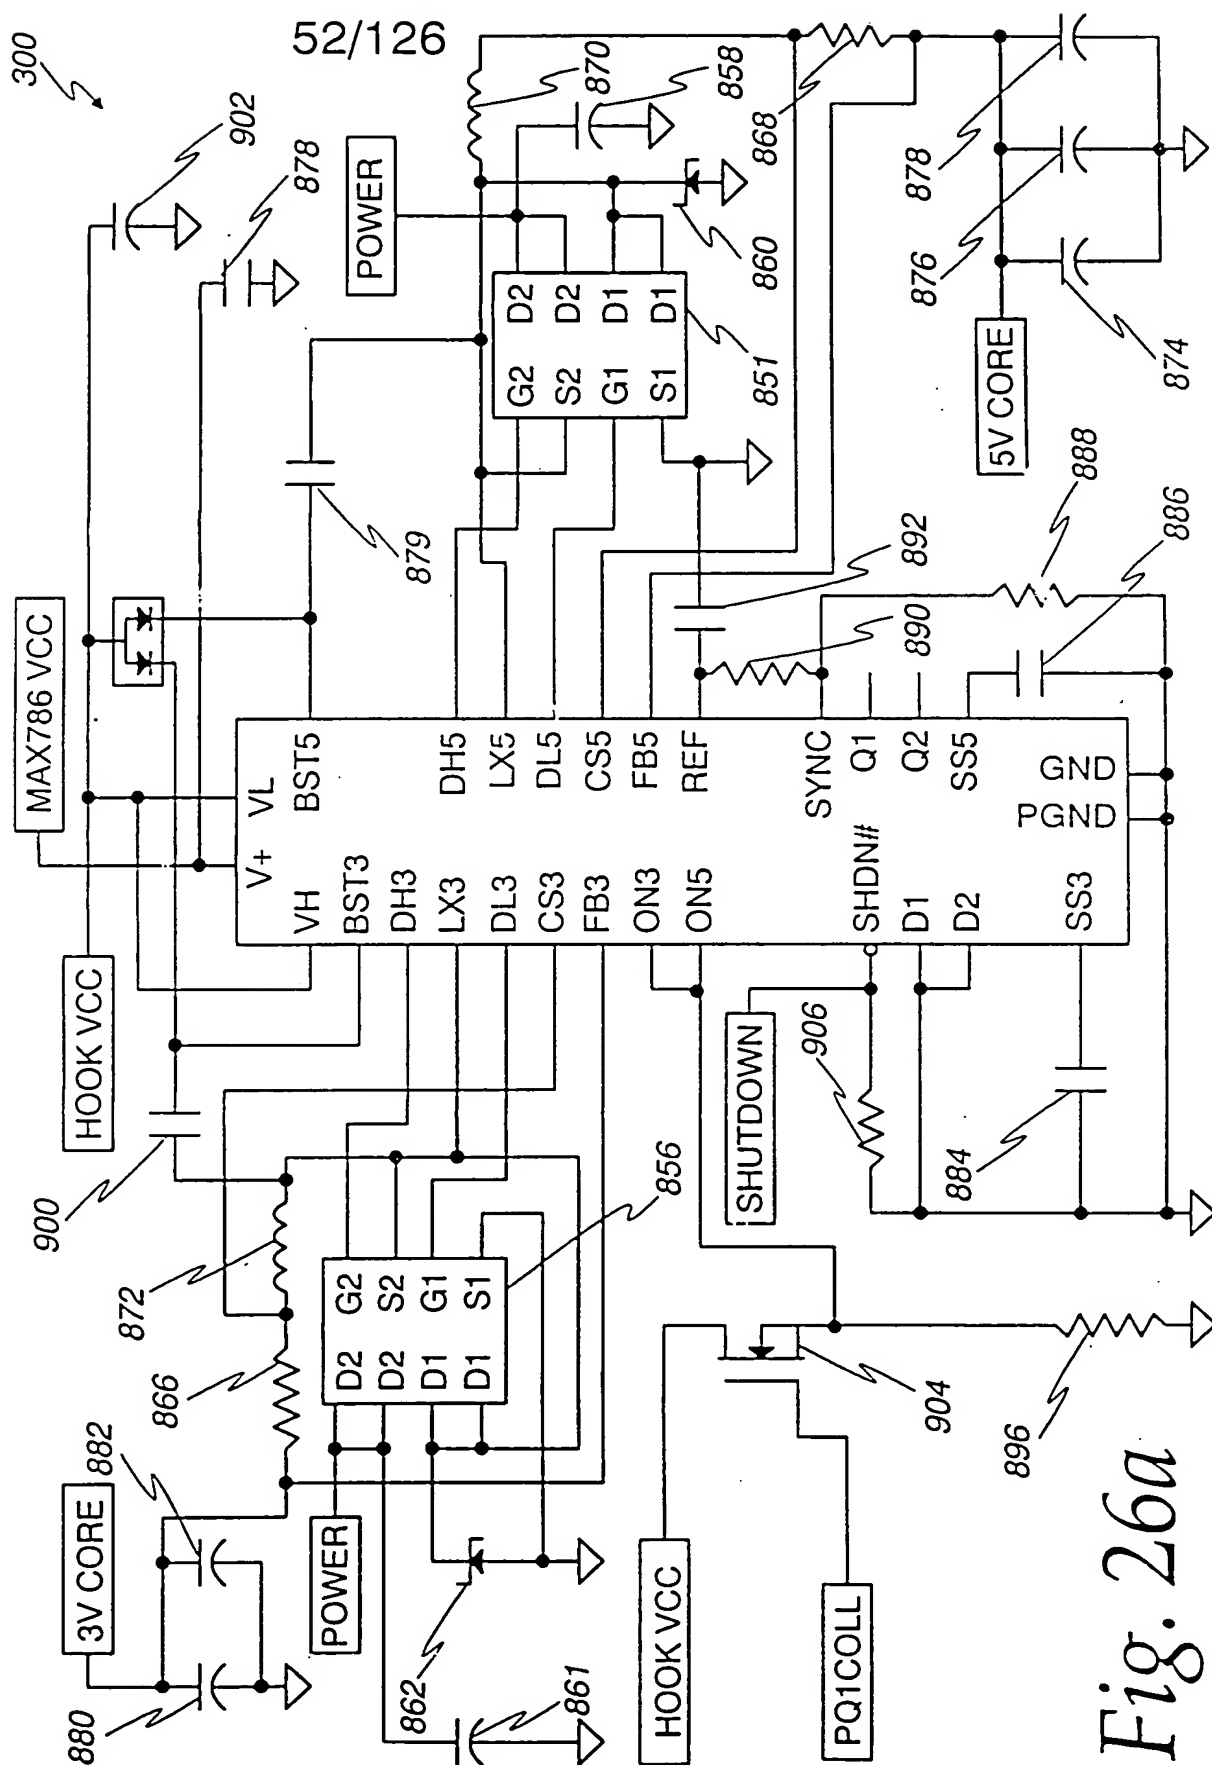 52/126
300
902
878
870
858
POWER
868
860
878
876
874
5V CORE
D2
D2
D1
D1
G2
S2
G1
S1
851
879
892
890
888
886
MAX786 VCC
HOOK VCC
V+
VL
VH
BST3
DH3
LX3
DL3
CS3
FB3
ON3
ON5
SHDN#
D1
D2
SS3
BST5
DH5
LX5
DL5
CS5
FB5
REF
SYNC
Q1
Q2
SS5
GND
PGND
900
872
866
882
3V CORE
880
G2
S2
G1
S1
D2
D2
D1
D1
856
POWER
862
861
SHUTDOWN
906
884
HOOK VCC
PQ1COLL
904
896
Fig. 26a